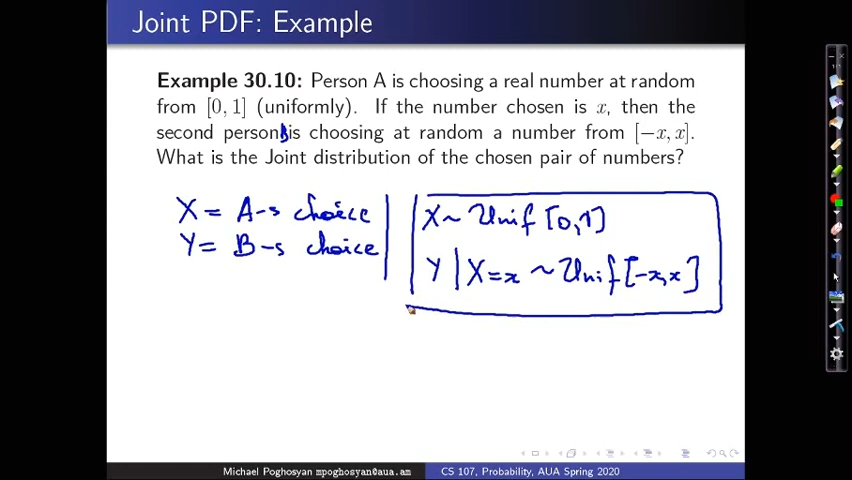 Joint PDF: Example
Example 30.10: Person A is choosing a real number at random
from [0, 1] (uniformly). If the number chosen is x, then the
second person B is choosing at random a number from [−x, x].
What is the Joint distribution of the chosen pair of numbers?
X = A-s choice
Y = B-s choice
X ~ Unif [0,1]
Y | X=x ~ Unif [-x,x]
Michael Poghosyan mpoghosyan@aua.am
CS 107, Probability, AUA Spring 2020